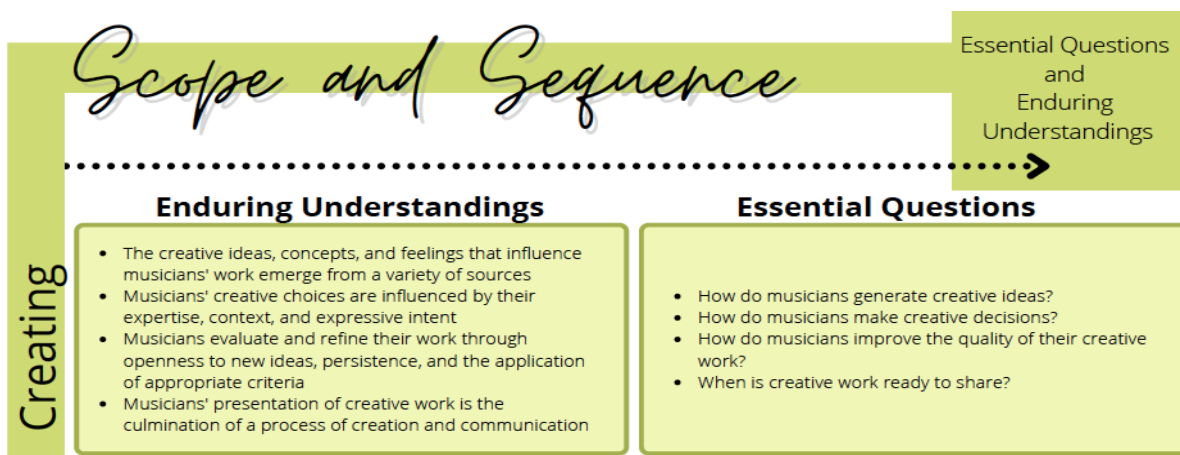 Scope and Sequence
Essential Questions
and
Enduring
Understandings
Creating
Enduring Understandings
• The creative ideas, concepts, and feelings that influence
musicians' work emerge from a variety of sources
• Musicians' creative choices are influenced by their
expertise, context, and expressive intent
• Musicians evaluate and refine their work through
openness to new ideas, persistence, and the application
of appropriate criteria
• Musicians' presentation of creative work is the
culmination of a process of creation and communication
Essential Questions
• How do musicians generate creative ideas?
• How do musicians make creative decisions?
• How do musicians improve the quality of their creative
work?
• When is creative work ready to share?